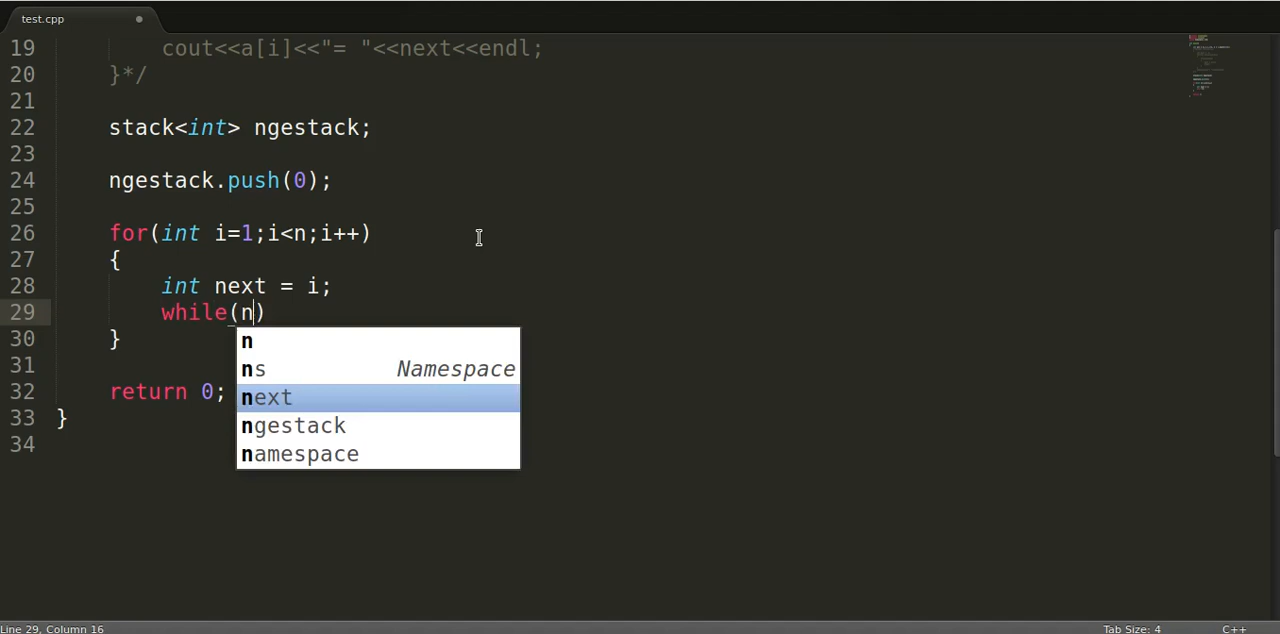 test.cpp
19 cout<<a[i]<<"= "<<next<<endl;
20 }*/
21
22 stack<int> ngestack;
23
24 ngestack.push(0);
25
26 for(int i=1;i<n;i++)
27 {
28 int next = i;
29 while(n)
30 }
n
31
ns Namespace
32 return 0;
next
33 }
ngestack
34
namespace
Line 29, Column 16 Tab Size: 4 C++